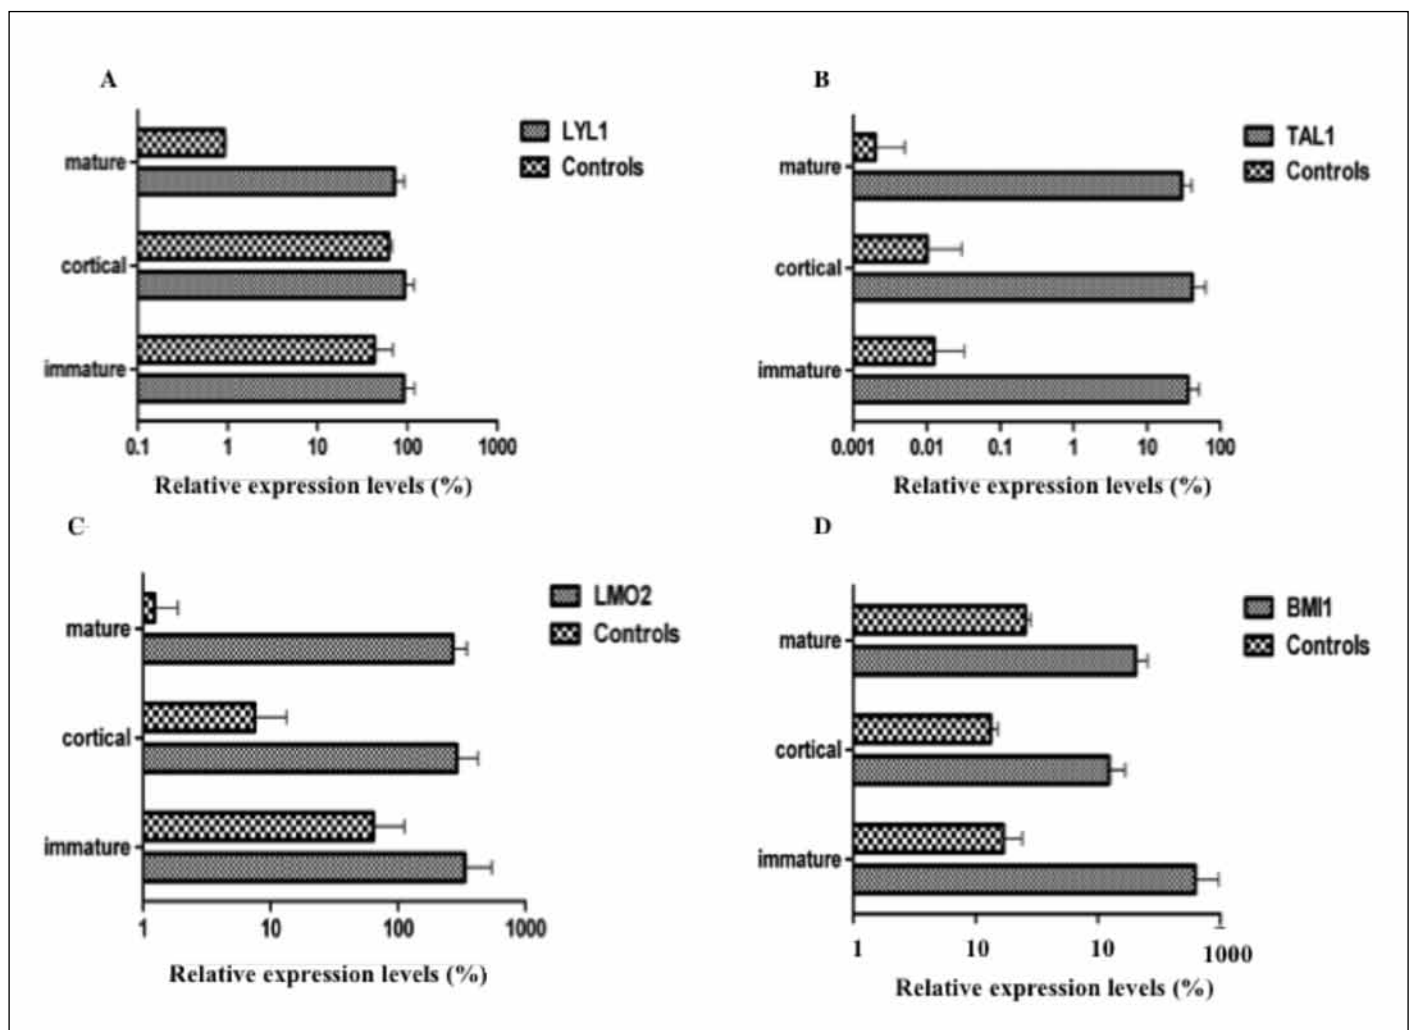 A
LYL1
Controls
mature
cortical
immature
0.1 1 10 100 1000
Relative expression levels (%)
B
TAL1
Controls
mature
cortical
immature
0.001 0.01 0.1 1 10 100
Relative expression levels (%)
C
LMO2
Controls
mature
cortical
immature
1 10 100 1000
Relative expression levels (%)
D
BMI1
Controls
mature
cortical
immature
1 10 10 1000
Relative expression levels (%)